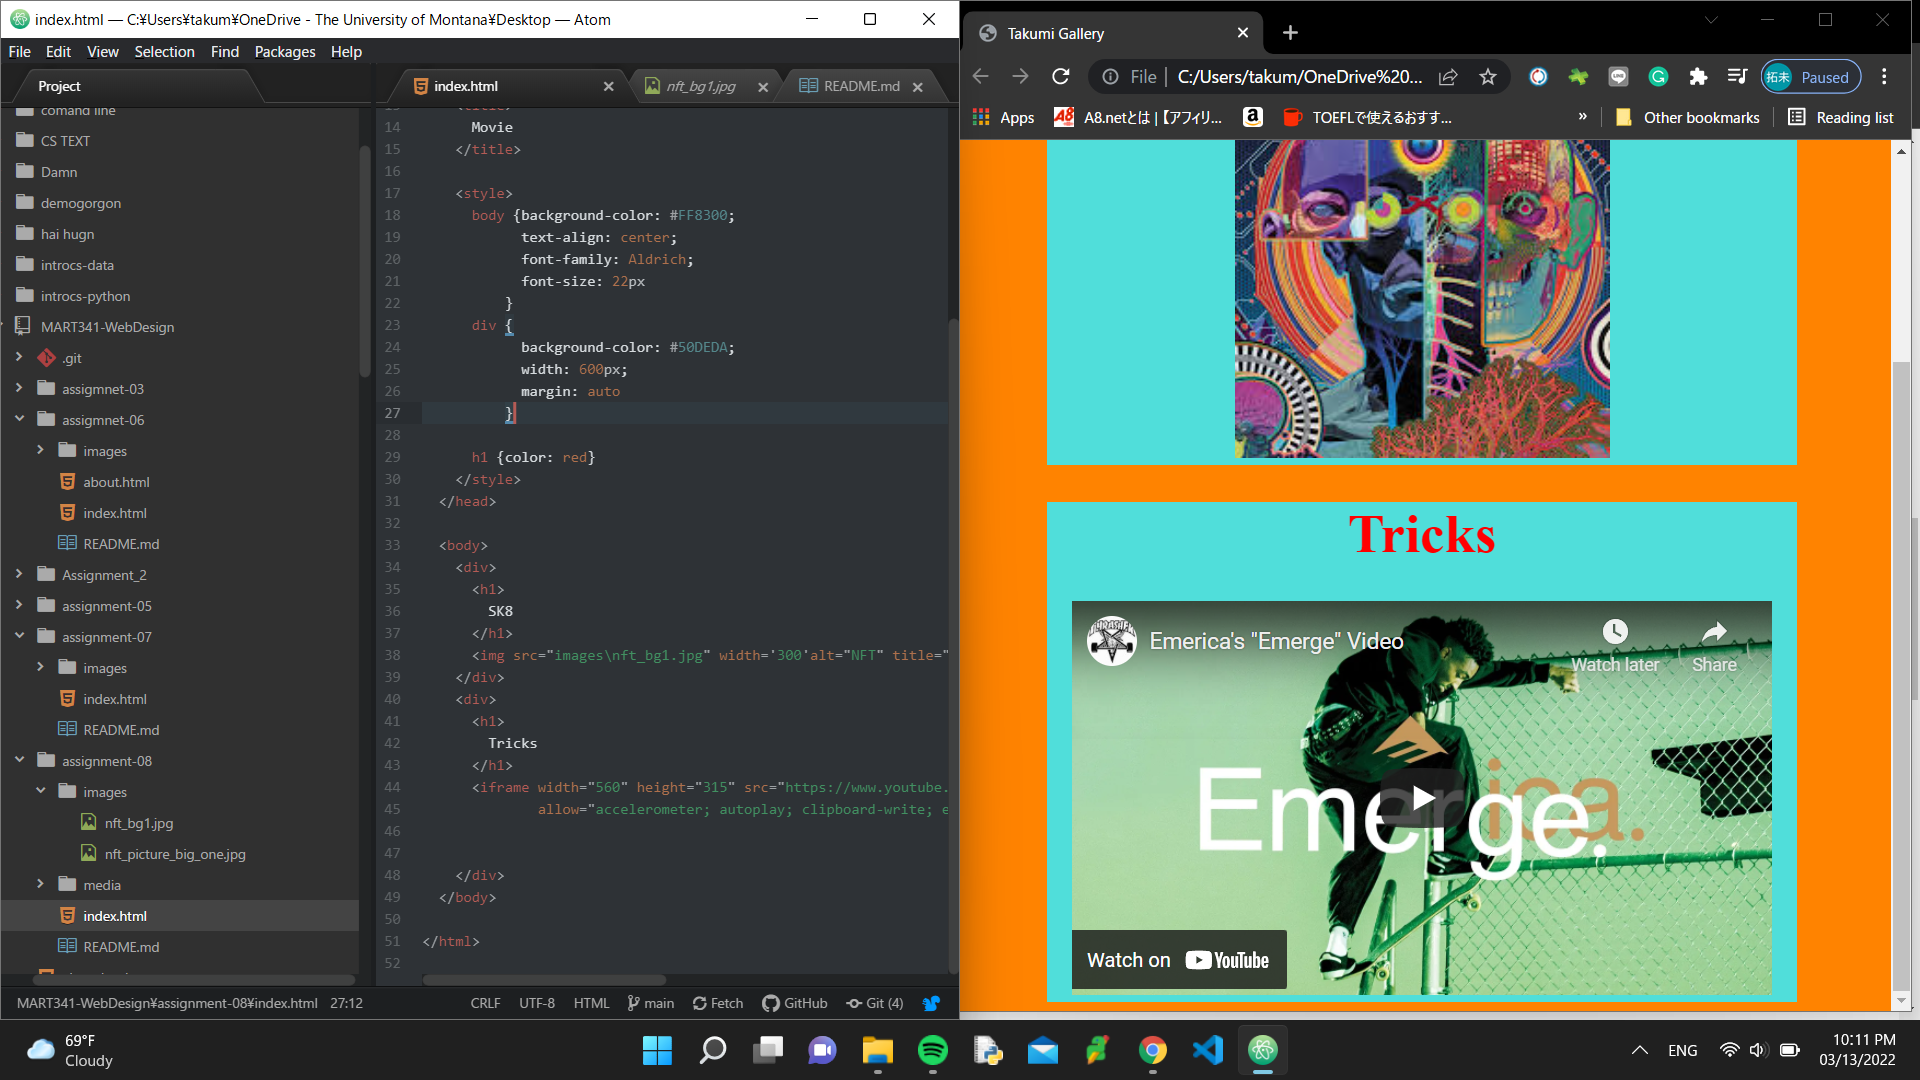 index.html — C:¥Users¥takum¥OneDrive - The University of Montana¥Desktop — Atom
File Edit View Selection Find Packages Help
Project
comand line
CS TEXT
Damn
demogorgon
hai hugn
introcs-data
introcs-python
MART341-WebDesign
.git
assigmnet-03
assigmnet-06
images
about.html
index.html
README.md
Assignment_2
assignment-05
assignment-07
images
index.html
README.md
assignment-08
images
nft_bg1.jpg
nft_picture_big_one.jpg
media
index.html
README.md
index.html nft_bg1.jpg README.md
14 Movie
15 </title>
16
17 <style>
18 body {background-color: #FF8300;
19 text-align: center;
20 font-family: Aldrich;
21 font-size: 22px
22 }
23 div {
24 background-color: #50DEDA;
25 width: 600px;
26 margin: auto
27 }
28
29 h1 {color: red}
30 </style>
31 </head>
32
33 <body>
34 <div>
35 <h1>
36 SK8
37 </h1>
38 <img src="images\nft_bg1.jpg" width='300'alt="NFT" title="
39 </div>
40 <div>
41 <h1>
42 Tricks
43 </h1>
44 <iframe width="560" height="315" src="https://www.youtube.
45 allow="accelerometer; autoplay; clipboard-write; e
46
47
48 </div>
49 </body>
50
51 </html>
52
MART341-WebDesign¥assignment-08¥index.html 27:12 CRLF UTF-8 HTML main Fetch GitHub Git (4)
Takumi Gallery
File C:/Users/takum/OneDrive%20... 拓未 Paused
Apps A8 A8.netとは |【アフィリ... TOEFLで使えるおすす... » Other bookmarks Reading list
Tricks
THRASHER
Emerica's "Emerge" Video
Watch later Share
Emerica.
Emerge.
Watch on YouTube
69°F
Cloudy
ENG
10:11 PM
03/13/2022